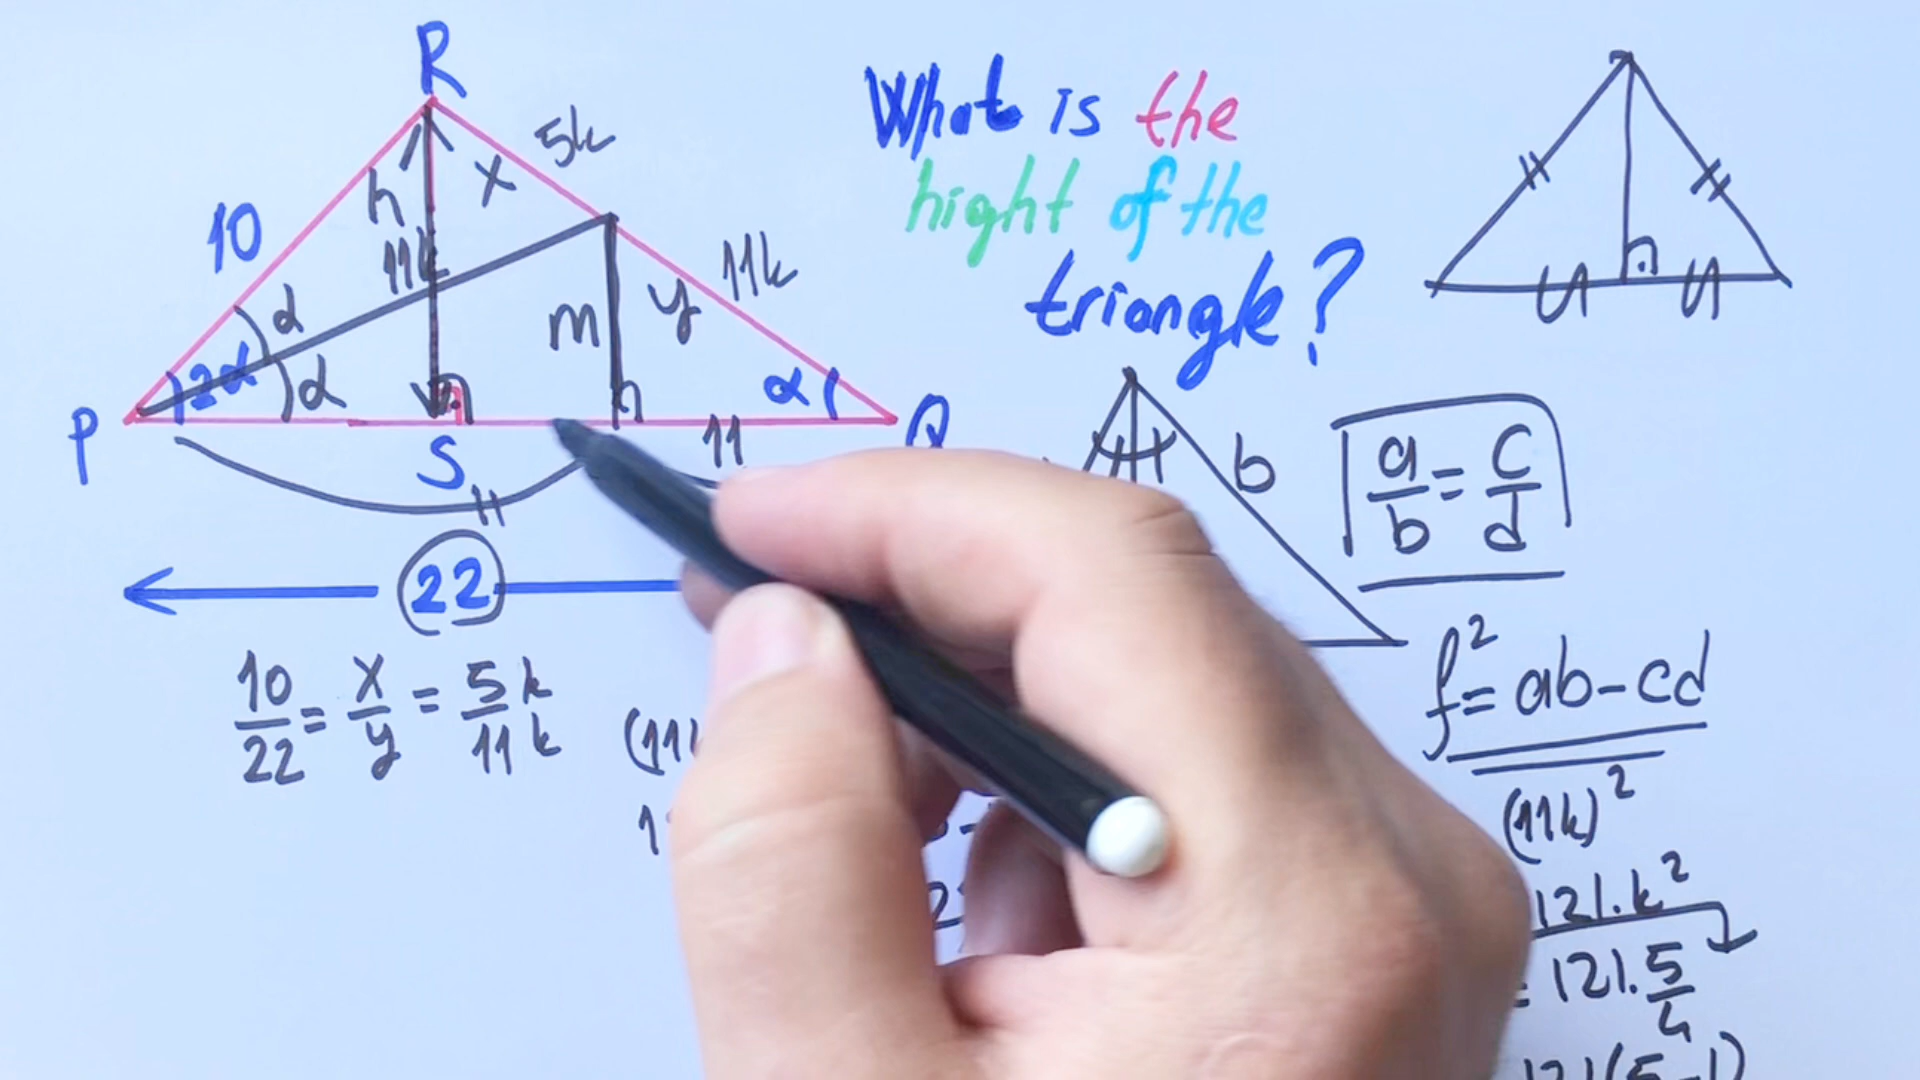 R
5k
What is the
x
h
10
hight of the
11k
11k
y
m
triangle?
α
2α
α
α
P
S
11
Q
11
b
a/b = c/d
22
f² = ab-cd
10/22 = x/y = 5k/11k
(11k)²
121.k²
121.5/4